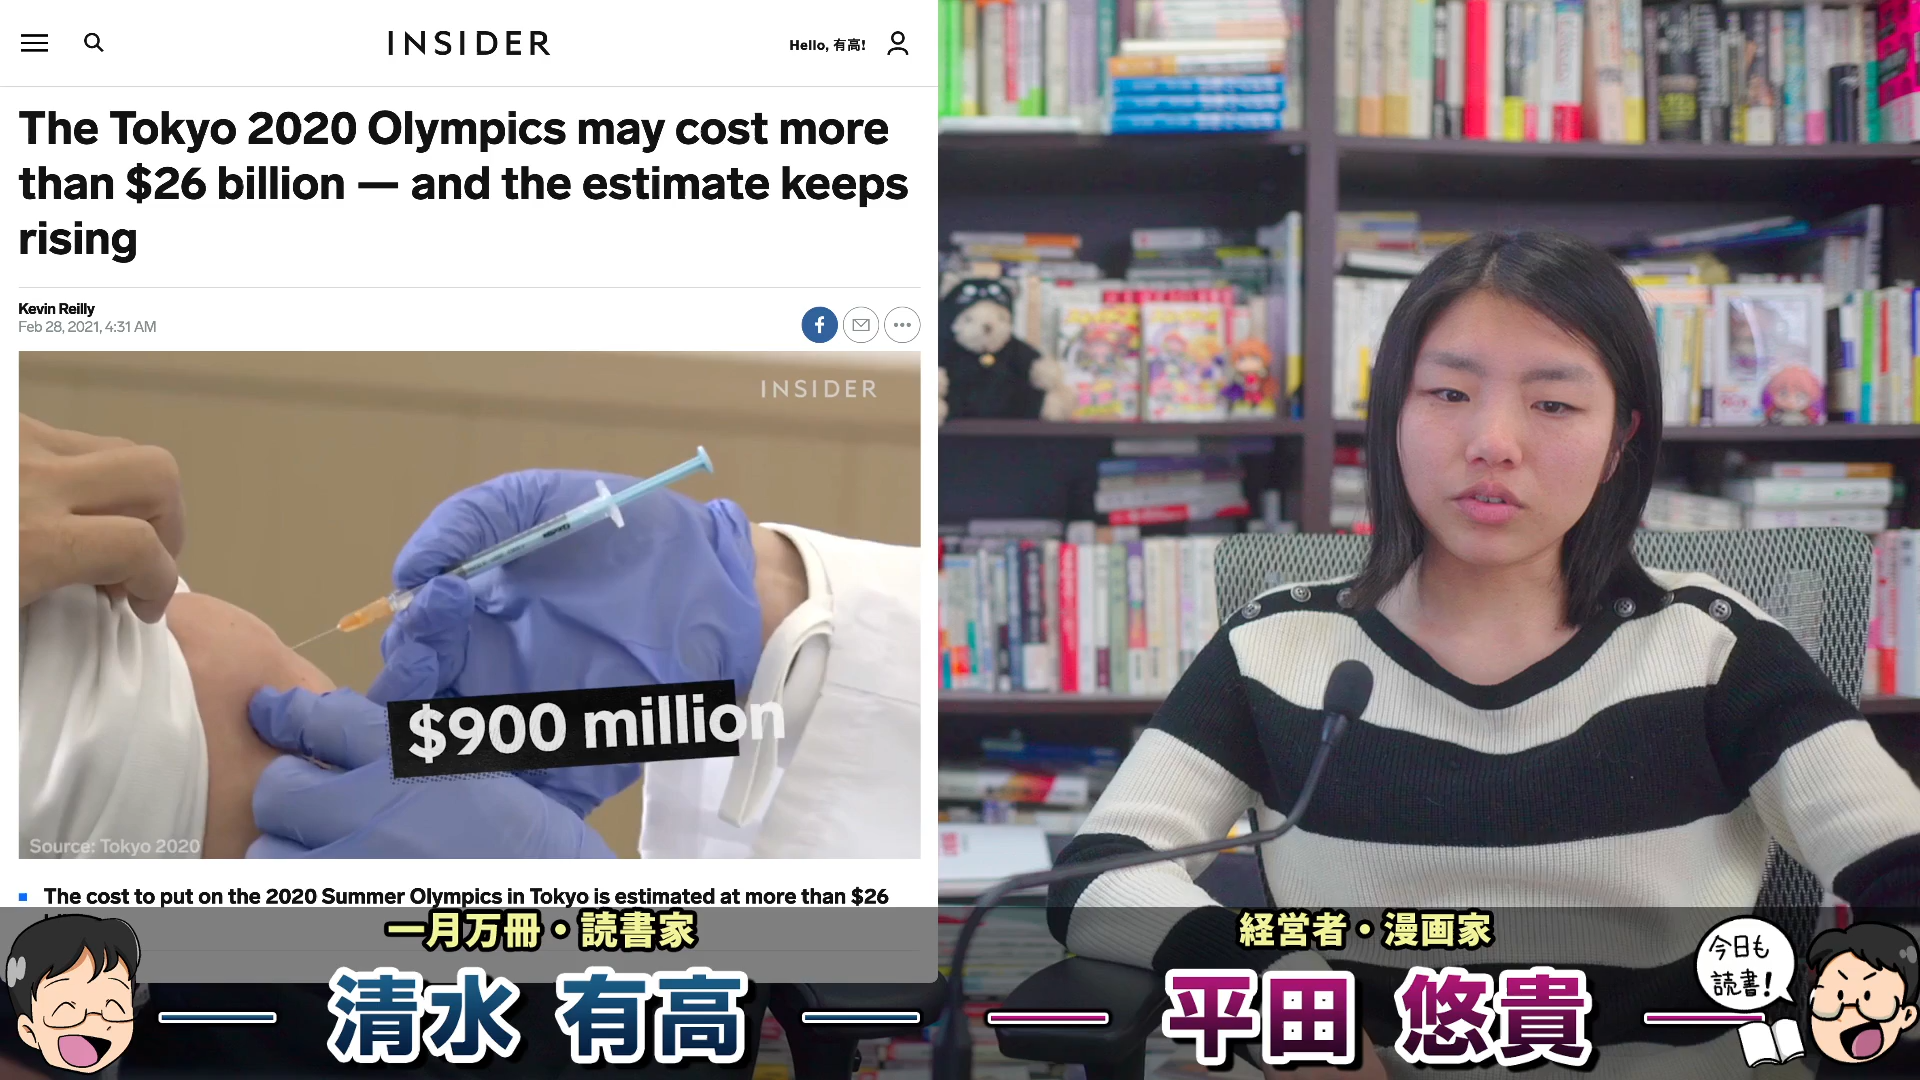 INSIDER
Hello, 有高!
The Tokyo 2020 Olympics may cost more
than $26 billion — and the estimate keeps
rising
Kevin Reilly
Feb 28, 2021, 4:31 AM
INSIDER
$900 million
Source: Tokyo 2020
The cost to put on the 2020 Summer Olympics in Tokyo is estimated at more than $26
一月万冊・読書家
清水 有高
経営者・漫画家
平田 悠貴
今日も
読書!